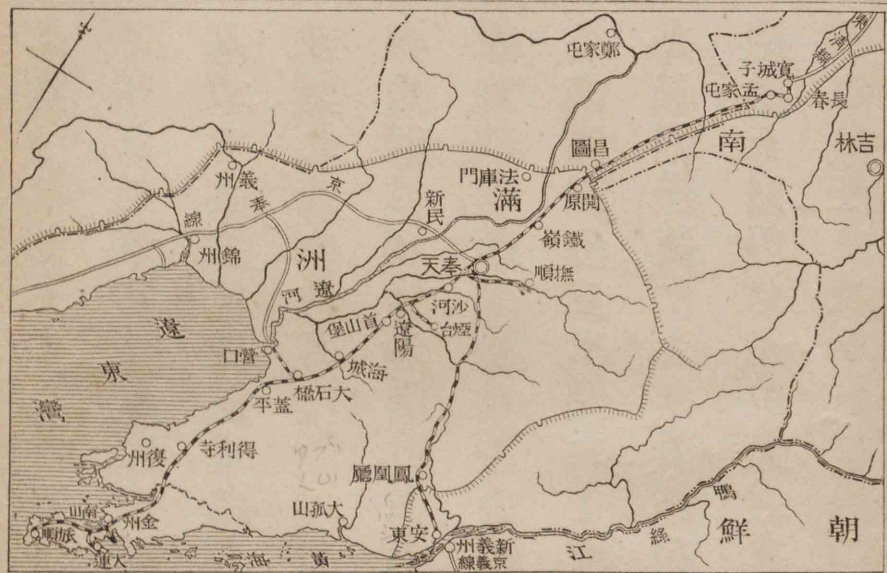 東淸線
鄭家屯
寬城子
孟家屯
長春
吉林
南滿洲
昌圖
法庫門
開原
義州
京奉線
新民
鐵嶺
錦州
奉天
撫順
遼河
沙河
煙台
遼陽
首山堡
營口
海城
大石橋
蓋平
遼東灣
復州
得利寺
鳳凰廳
大孤山
安東
新義州
京義線
鴨綠江
朝鮮
南山
金州
旅順
大連
黃海